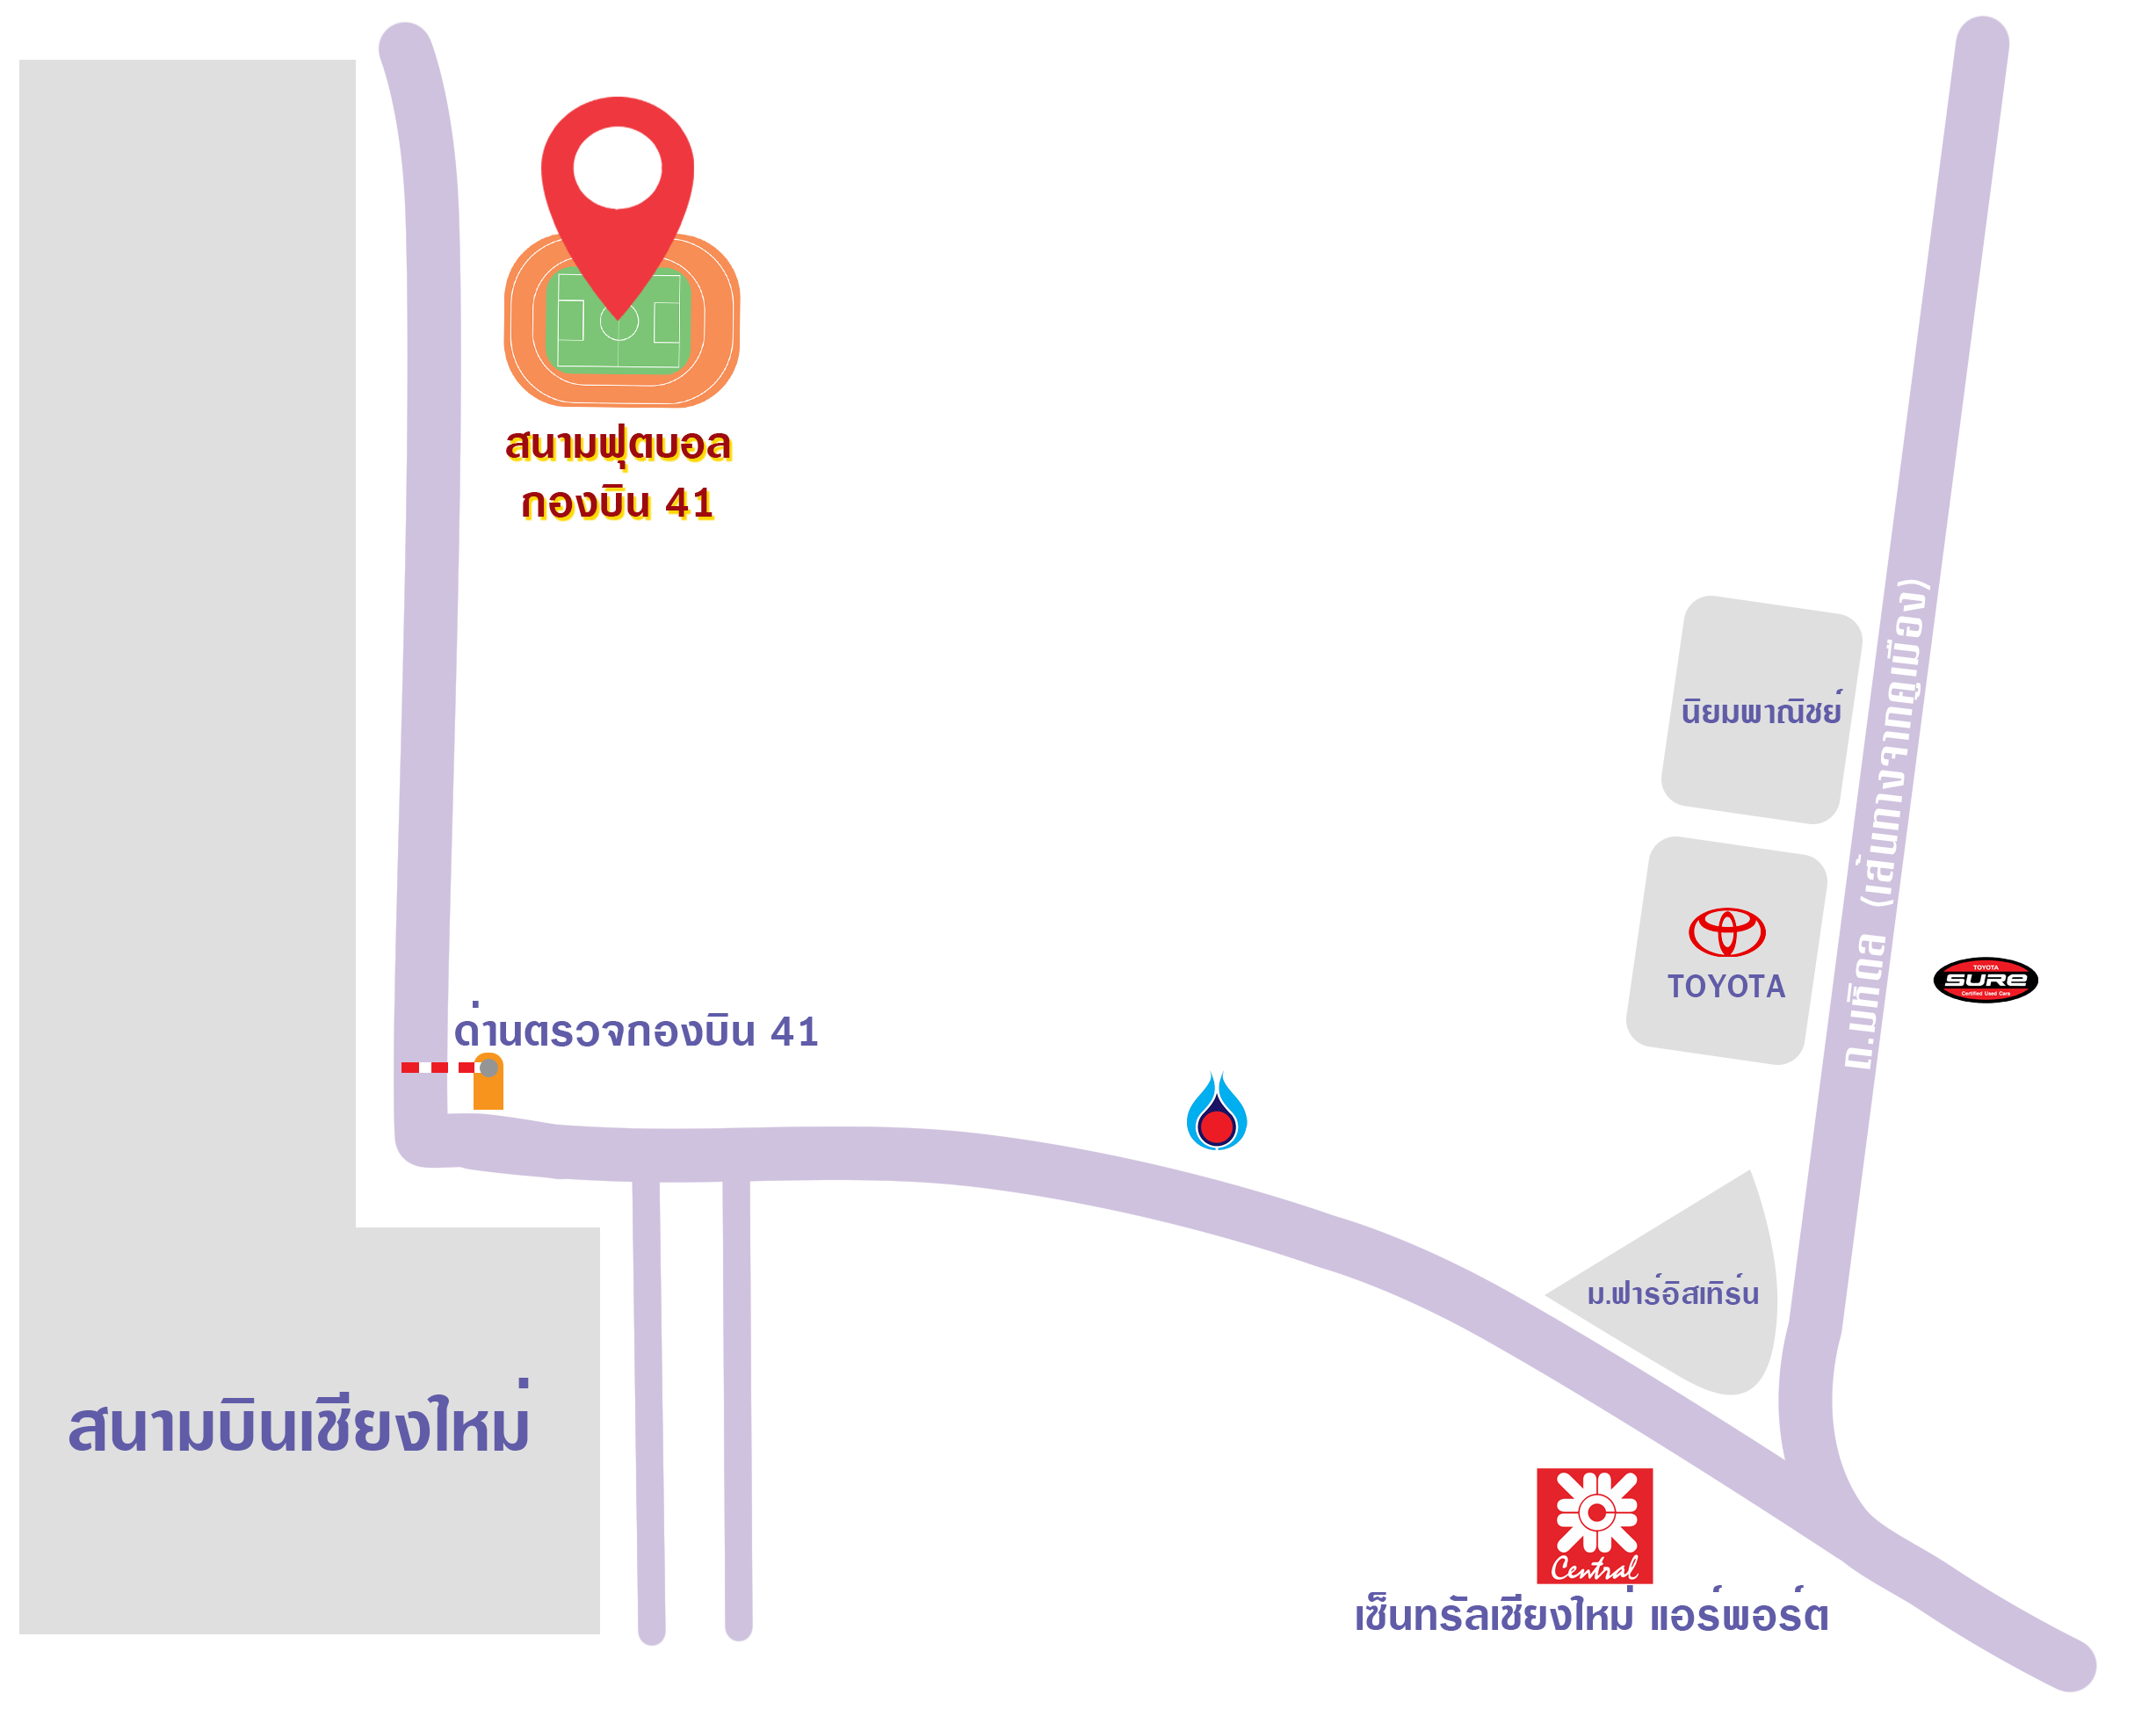 สนามฟุตบอล
กองบิน 41
นิยมพาณิชย์
ถ.มหิดล (เส้นทางจากคูเมือง)
TOYOTA
TOYOTA
SURE
Certified Used Cars
ด่านตรวจกองบิน 41
ม.ฟาร์อิสเทิร์น
สนามบินเชียงใหม่
Central
เซ็นทรัลเชียงใหม่ แอร์พอร์ต